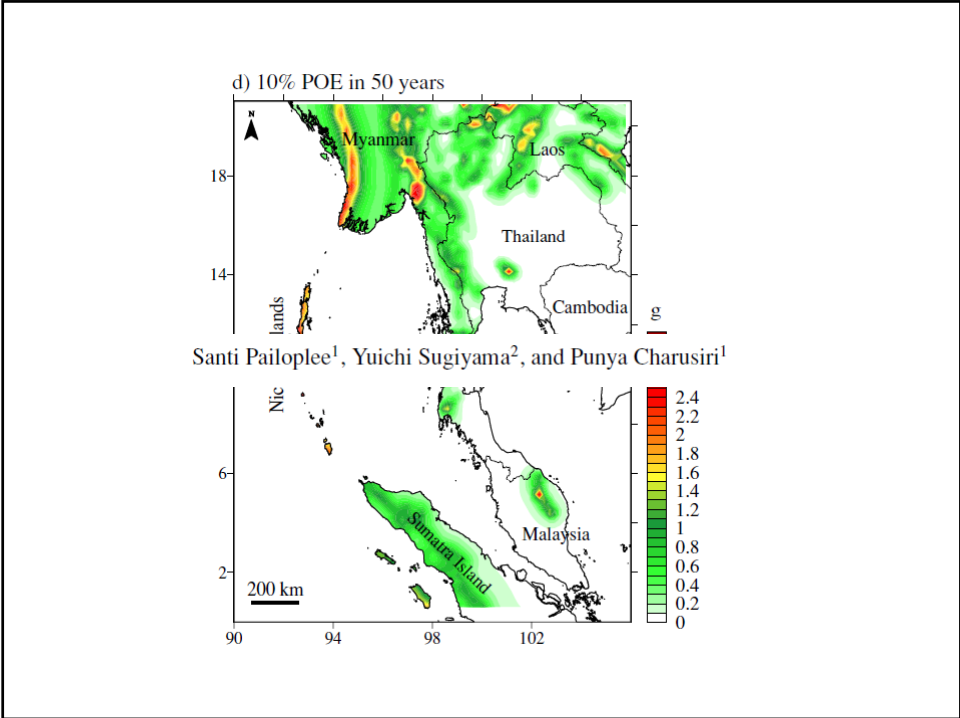 d) 10% POE in 50 years
N
Myanmar
Laos
18
Thailand
14
Cambodia
lands
g
Santi Pailoplee¹, Yuichi Sugiyama², and Punya Charusiri¹
Nic
2.4
2.2
2
1.8
6
1.6
1.4
1.2
Sumatra Island
Malaysia
1
0.8
2
0.6
200 km
0.4
0.2
0
90
94
98
102